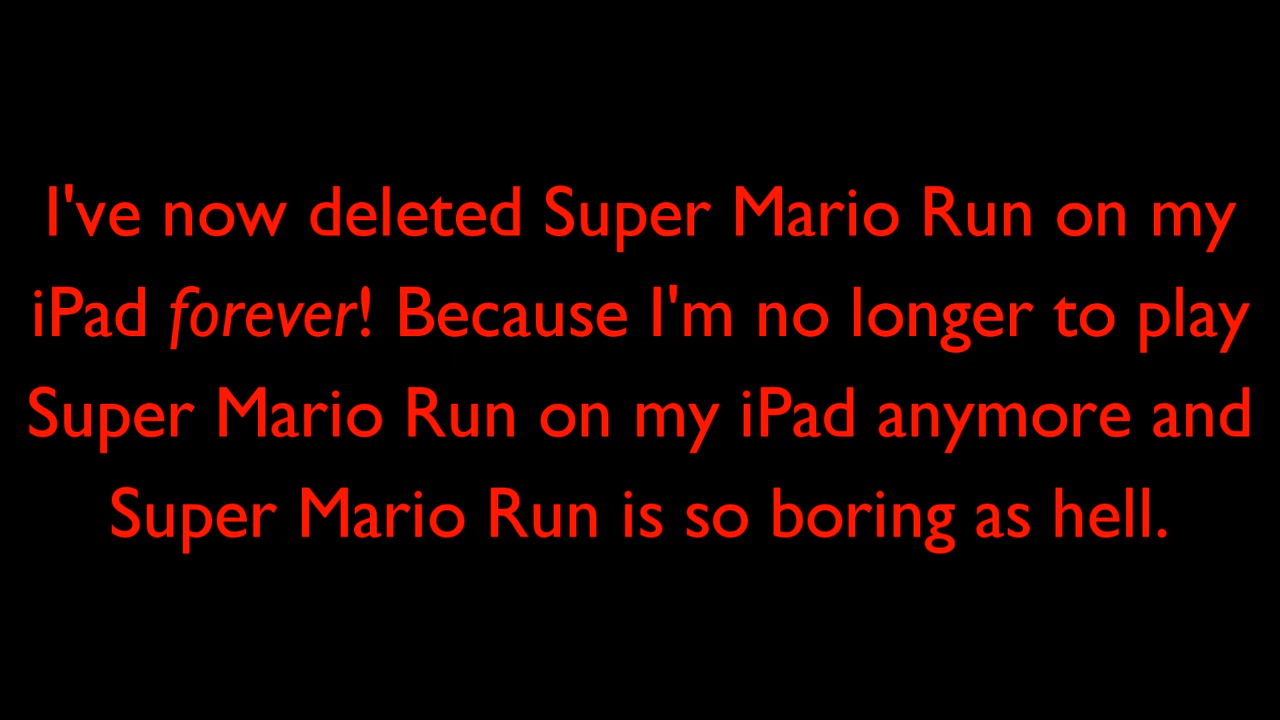 I've now deleted Super Mario Run on my
iPad forever! Because I'm no longer to play
Super Mario Run on my iPad anymore and
Super Mario Run is so boring as hell.